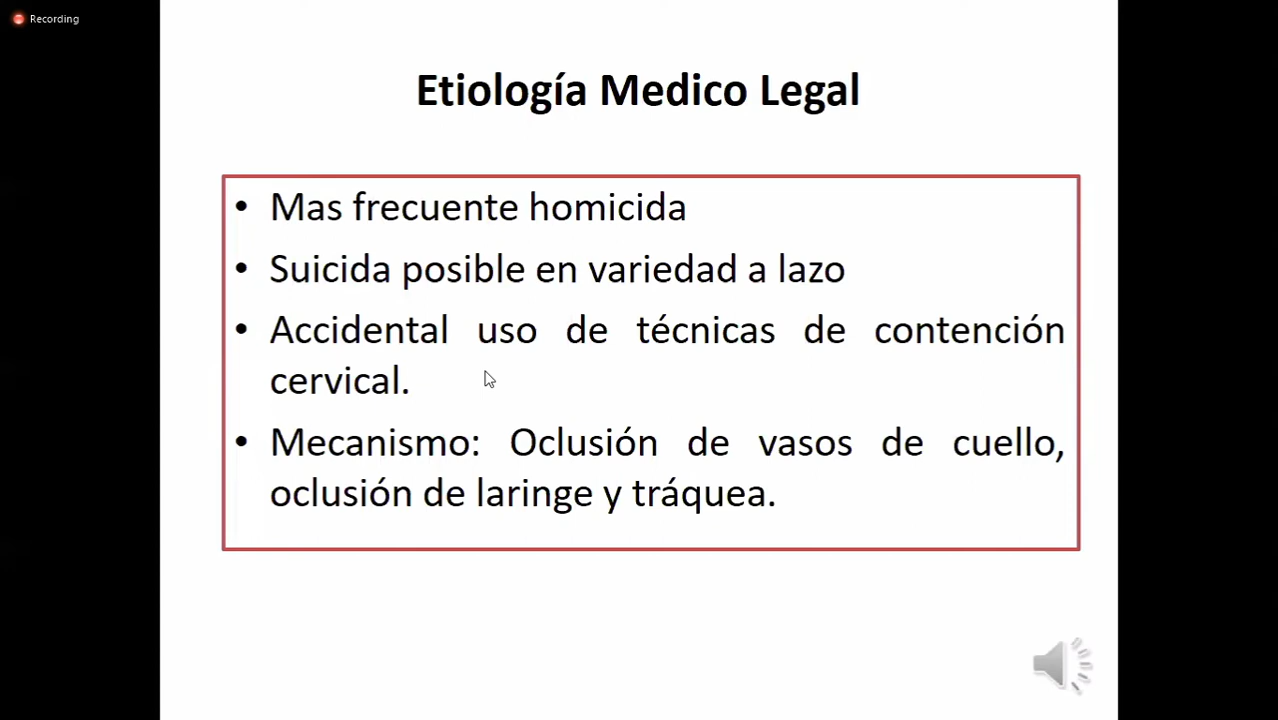 Recording
Etiología Medico Legal
• Mas frecuente homicida
• Suicida posible en variedad a lazo
• Accidental uso de técnicas de contención
cervical.
• Mecanismo: Oclusión de vasos de cuello,
oclusión de laringe y tráquea.